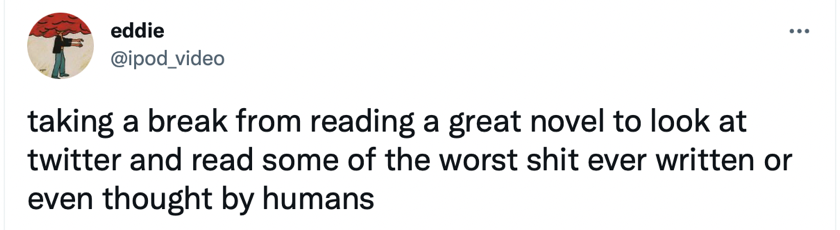 eddie
@ipod_video
taking a break from reading a great novel to look at
twitter and read some of the worst shit ever written or
even thought by humans